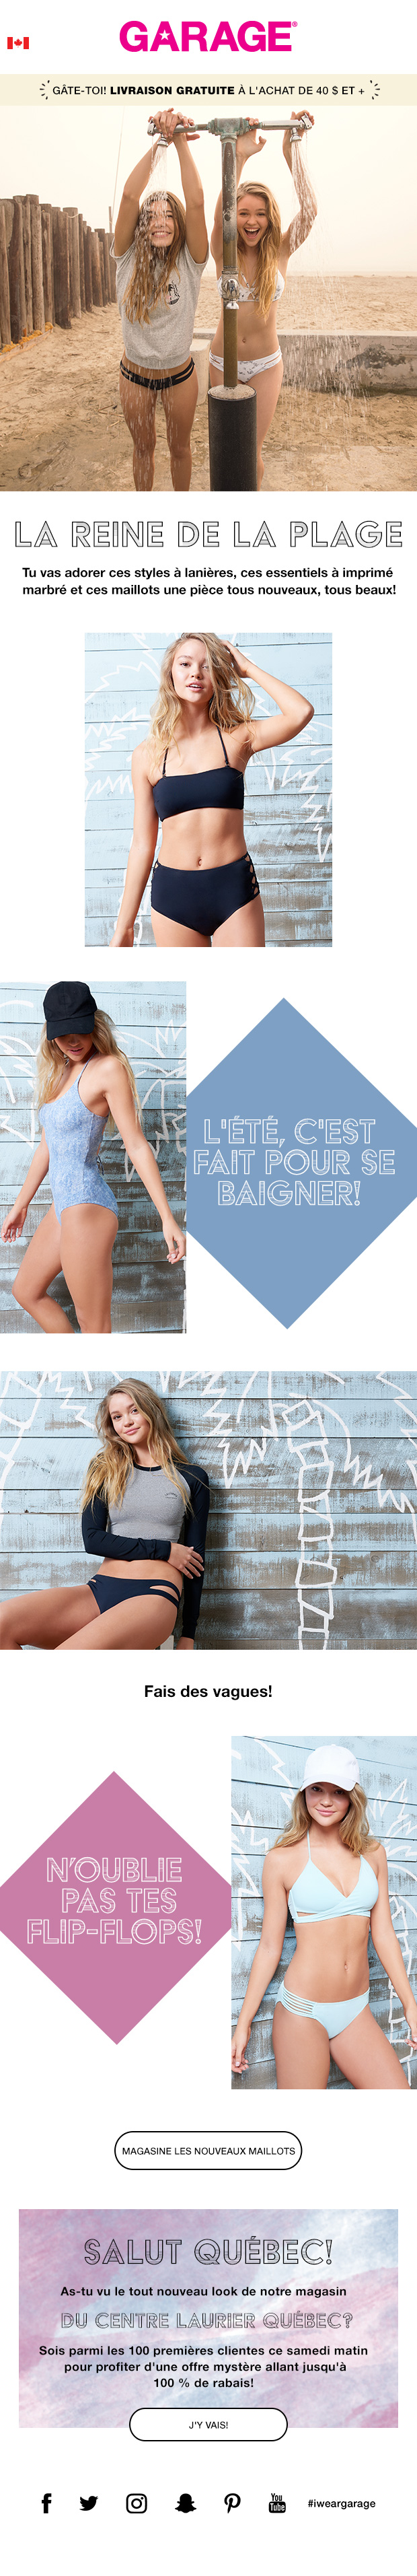 GARAGE®
GÂTE-TOI! LIVRAISON GRATUITE À L'ACHAT DE 40 $ ET +
LA REINE DE LA PLAGE
Tu vas adorer ces styles à lanières, ces essentiels à imprimé
marbré et ces maillots une pièce tous nouveaux, tous beaux!
L'ÉTÉ, C'EST
FAIT POUR SE
BAIGNER!
Fais des vagues!
N'OUBLIE
PAS TES
FLIP-FLOPS!
MAGASINE LES NOUVEAUX MAILLOTS
SALUT QUÉBEC!
As-tu vu le tout nouveau look de notre magasin
DU CENTRE LAURIER QUÉBEC?
Sois parmi les 100 premières clientes ce samedi matin
pour profiter d'une offre mystère allant jusqu'à
100 % de rabais!
J'Y VAIS!
You
Tube
#iweargarage